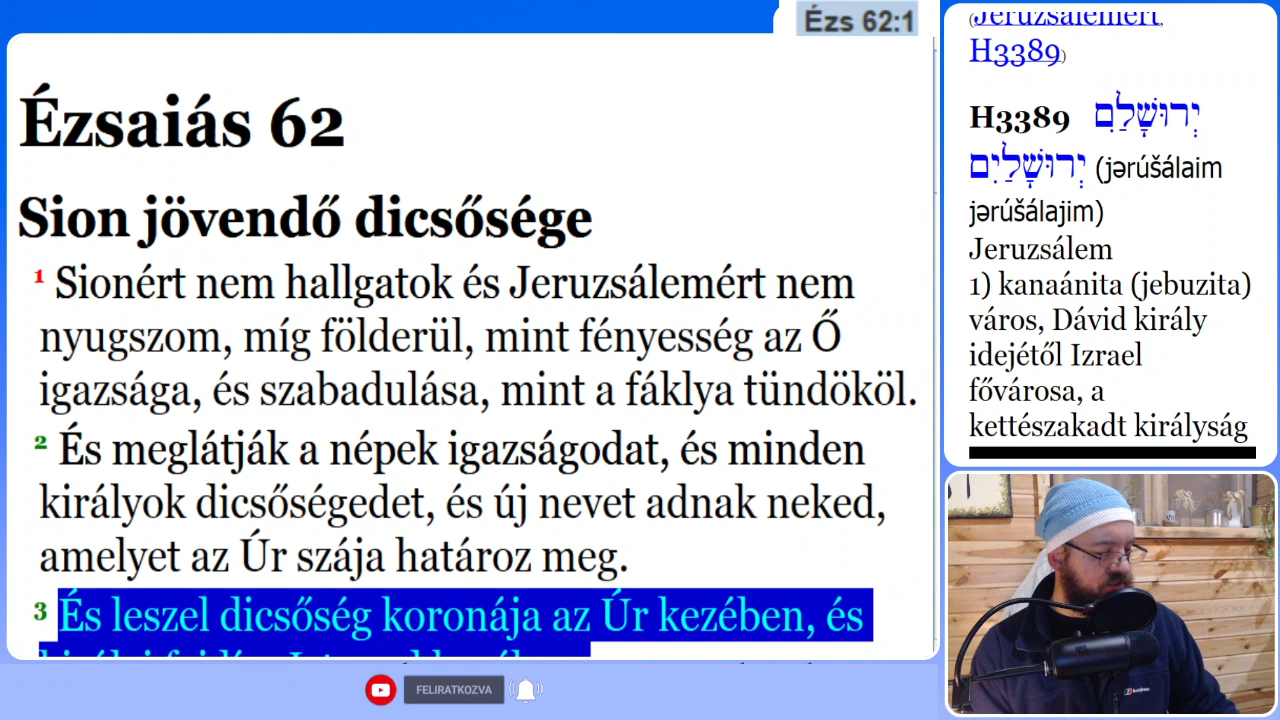 Ézs 62:1
Ézsaiás 62
Sion jövendő dicsősége
1 Sionért nem hallgatok és Jeruzsálemért nem
nyugszom, míg földerül, mint fényesség az Ő
igazsága, és szabadulása, mint a fáklya tündököl.
2 És meglátják a népek igazságodat, és minden
királyok dicsőségedet, és új nevet adnak neked,
amelyet az Úr szája határoz meg.
3 És leszel dicsőség koronája az Úr kezében, és
FELIRATKOZVA
(Jeruzsálemért,
H3389)
H3389 יְרוּשָׁלַםִ
יְרוּשָׁלַיִם (jərúšálaim
jərúšálajim)
Jeruzsálem
1) kanaánita (jebuzita)
város, Dávid király
idejétől Izrael
fővárosa, a
kettészakadt királyság